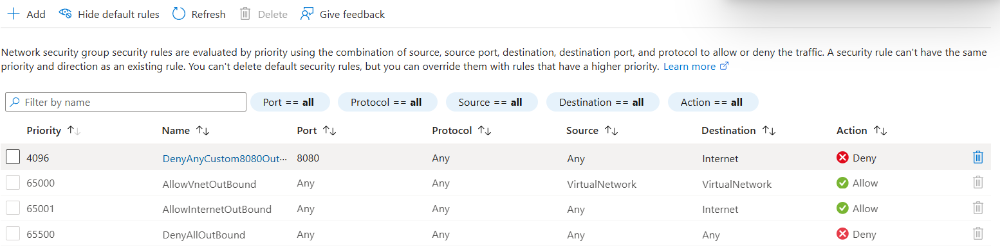 Add Hide default rules Refresh Delete Give feedback
Network security group security rules are evaluated by priority using the combination of source, source port, destination, destination port, and protocol to allow or deny the traffic. A security rule can't have the same
priority and direction as an existing rule. You can't delete default security rules, but you can override them with rules that have a higher priority. Learn more
Filter by name Port == all Protocol == all Source == all Destination == all Action == all
Priority ↑↓ Name ↑↓ Port ↑↓ Protocol ↑↓ Source ↑↓ Destination ↑↓ Action ↑↓
4096 DenyAnyCustom8080Out··· 8080 Any Any Internet Deny
65000 AllowVnetOutBound Any Any VirtualNetwork VirtualNetwork Allow
65001 AllowInternetOutBound Any Any Any Internet Allow
65500 DenyAllOutBound Any Any Any Any Deny